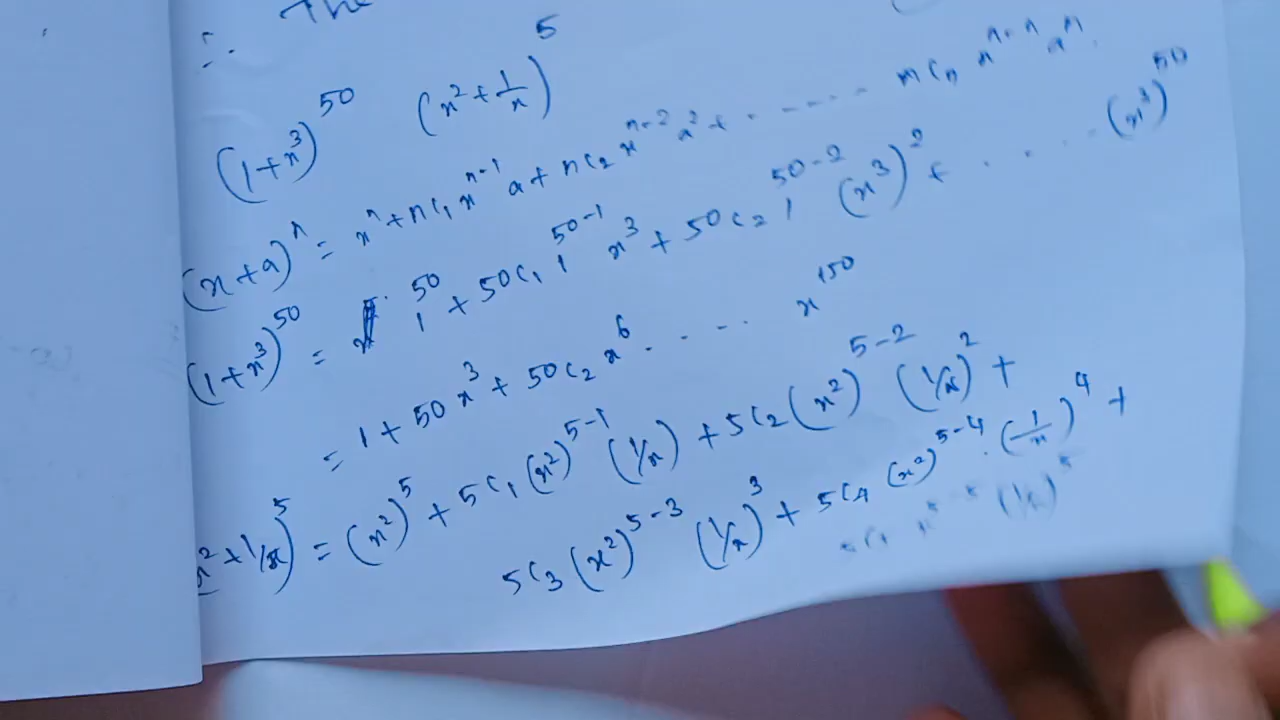 ∴ The
(1+x³)⁵⁰ (x²+1/x)⁵
(x+a)ⁿ = xⁿ + nC₁ xⁿ⁻¹ a + nC₂ xⁿ⁻² a² + ...... nCₙ xⁿ⁻ⁿ aⁿ.
(1+x³)⁵⁰ = 1⁵⁰ + 50C₁ 1⁵⁰⁻¹ x³ + 50C₂ 1⁵⁰⁻² (x³)² + .... (x³)⁵⁰
= 1 + 50x³ + 50C₂ x⁶ .... x¹⁵⁰
x² + 1/x)⁵ = (x²)⁵ + 5C₁ (x²)⁵⁻¹ (1/x) + 5C₂ (x²)⁵⁻² (1/x)² +
5C₃ (x²)⁵⁻³ (1/x)³ + 5C₄ (x²)⁵⁻⁴ . (1/x)⁴ +
(1/x)⁵